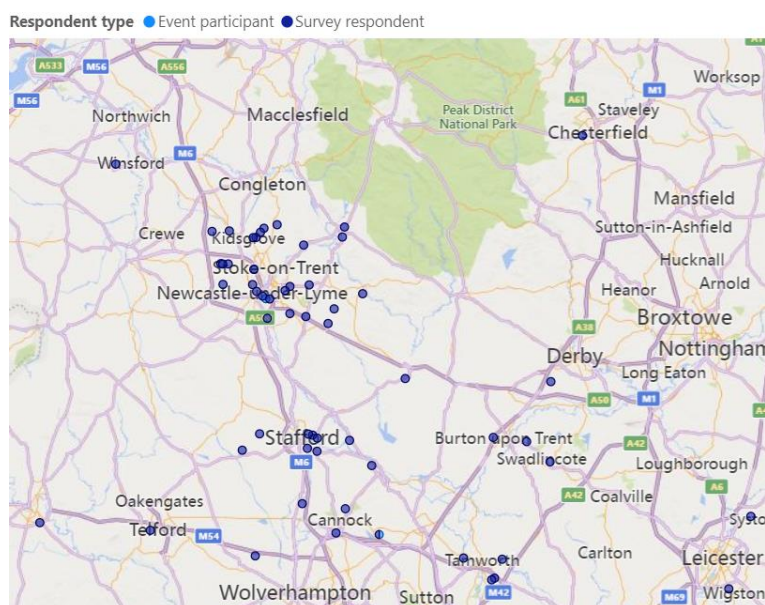 Respondent type Event participant Survey respondent
A533
M56
A556
M56
Northwich
Macclesfield
Peak District
National Park
A61
M1
Worksop
Staveley
Chesterfield
M6
Winsford
Congleton
Mansfield
Crewe
Kidsgrove
Sutton-in-Ashfield
Hucknall
Stoke-on-Trent
Arnold
Newcastle-under-Lyme
Heanor
Broxtowe
A38
Nottingham
Derby
Long Eaton
A50
M1
Stafford
Burton upon Trent
A42
Swadlincote
Loughborough
M6
A6
Oakengates
Coalville
A42
Cannock
Telford
M54
Tamworth
Carlton
Leicester
Wolverhampton
Sutton
M42
M69
Wigston